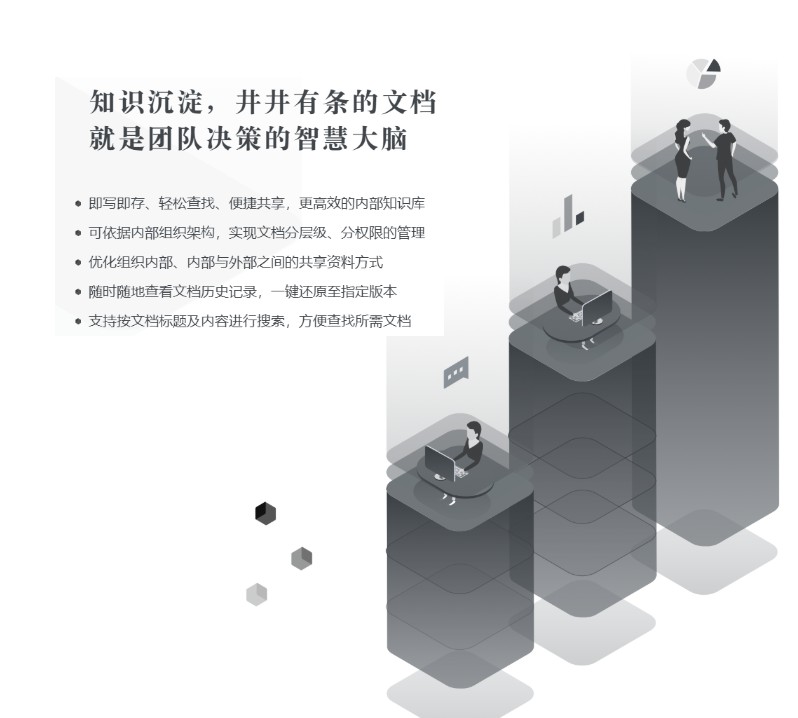 知识沉淀，井井有条的文档
就是团队决策的智慧大脑
即写即存、轻松查找、便捷共享，更高效的内部知识库
可依据内部组织架构，实现文档分层级、分权限的管理
优化组织内部、内部与外部之间的共享资料方式
随时随地查看文档历史记录，一键还原至指定版本
支持按文档标题及内容进行搜索，方便查找所需文档